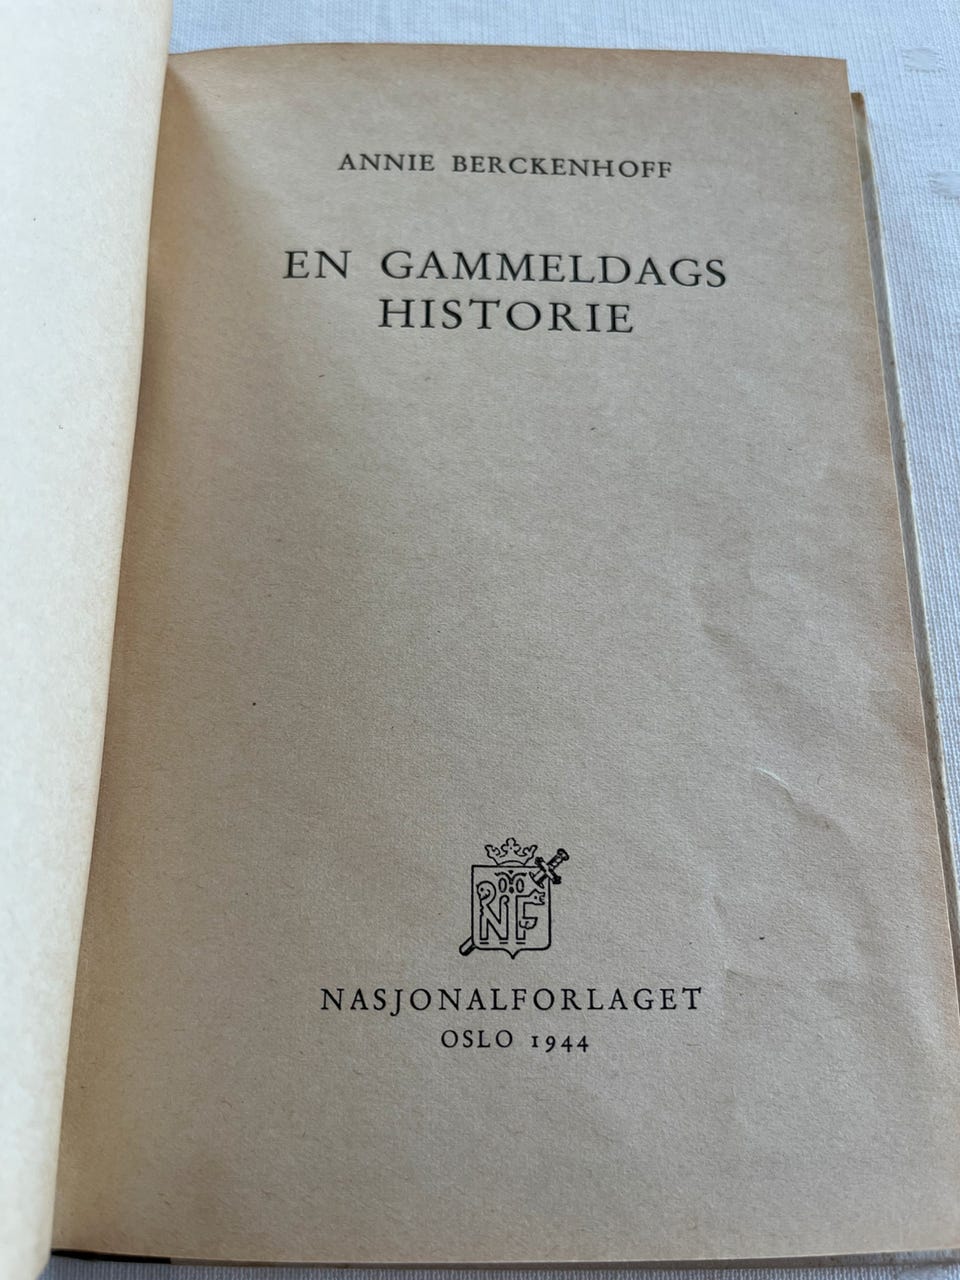 ANNIE BERCKENHOFF
EN GAMMELDAGS
HISTORIE
NF
NASJONALFORLAGET
OSLO 1944